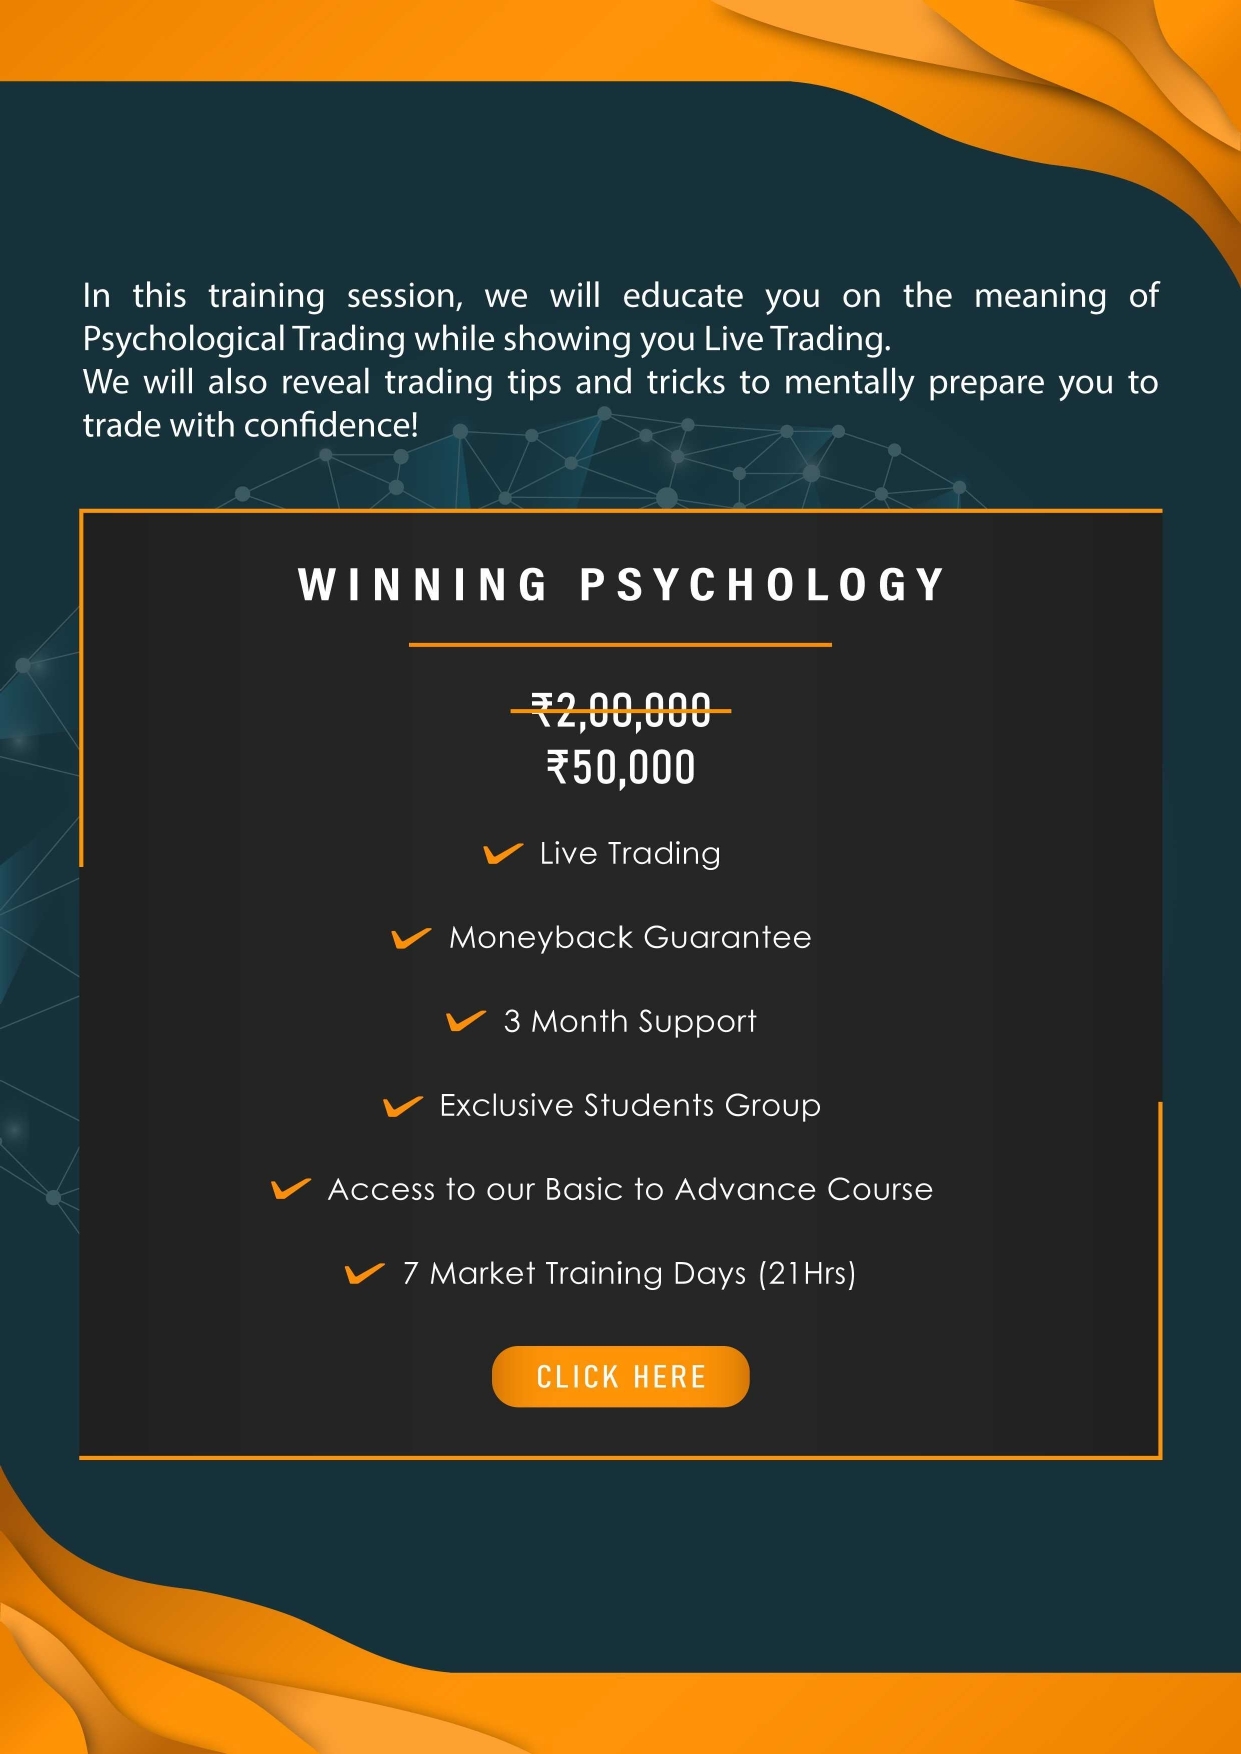 In this training session, we will educate you on the meaning of
Psychological Trading while showing you Live Trading.
We will also reveal trading tips and tricks to mentally prepare you to
trade with confidence!
WINNING PSYCHOLOGY
₹2,00,000
₹50,000
Live Trading
Moneyback Guarantee
3 Month Support
Exclusive Students Group
Access to our Basic to Advance Course
7 Market Training Days (21Hrs)
CLICK HERE